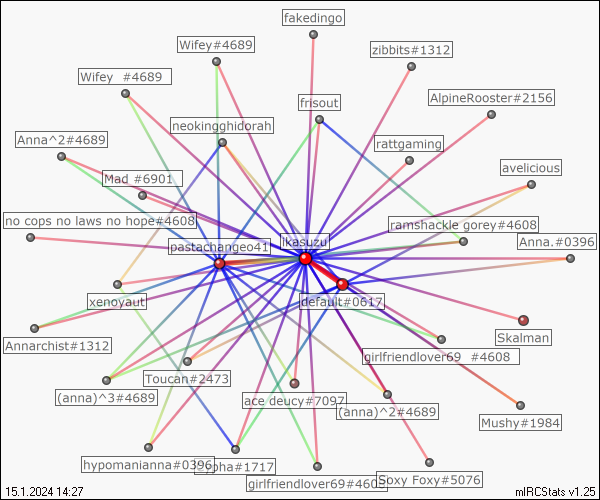 fakedingo
Wifey#4689
zibbits#1312
Wifey #4689
AlpineRooster#2156
frisout
neokingghidorah
Anna^2#4689
rattgaming
avelicious
Mad #6901
no cops no laws no hope#4608
ramshackle gorey#4608
pastachangeo41
ikasuzu
Anna.#0396
xenoyaut
default#0617
Annarchist#1312
Skalman
girlfriendlover69 #4608
Toucan#2473
(anna)^3#4689
ace deucy#7097
(anna)^2#4689
Mushy#1984
hypomanianna#0396
pha#1717
girlfriendlover69#4608
Soxy Foxy#5076
15.1.2024 14:27
mIRCStats v1.25